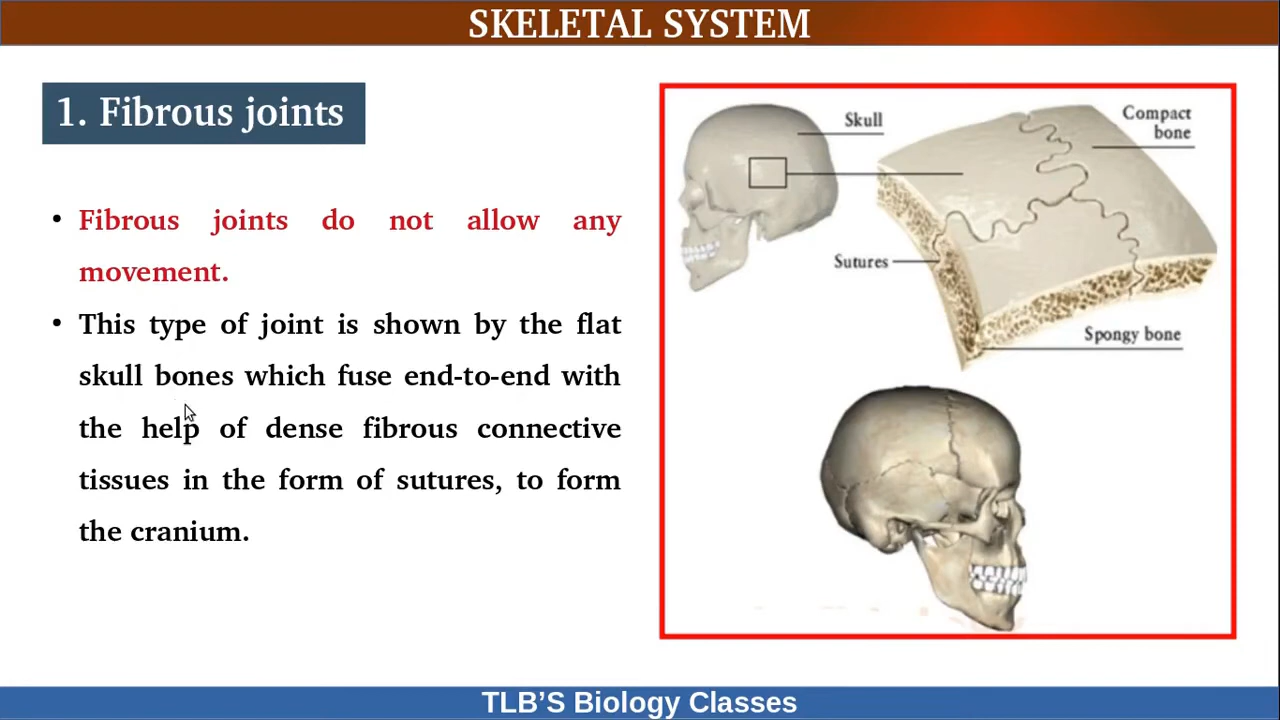 SKELETAL SYSTEM
1. Fibrous joints
• Fibrous joints do not allow any
movement.
• This type of joint is shown by the flat
skull bones which fuse end-to-end with
the help of dense fibrous connective
tissues in the form of sutures, to form
the cranium.
Skull
Compact
bone
Sutures
Spongy bone
TLB’S Biology Classes